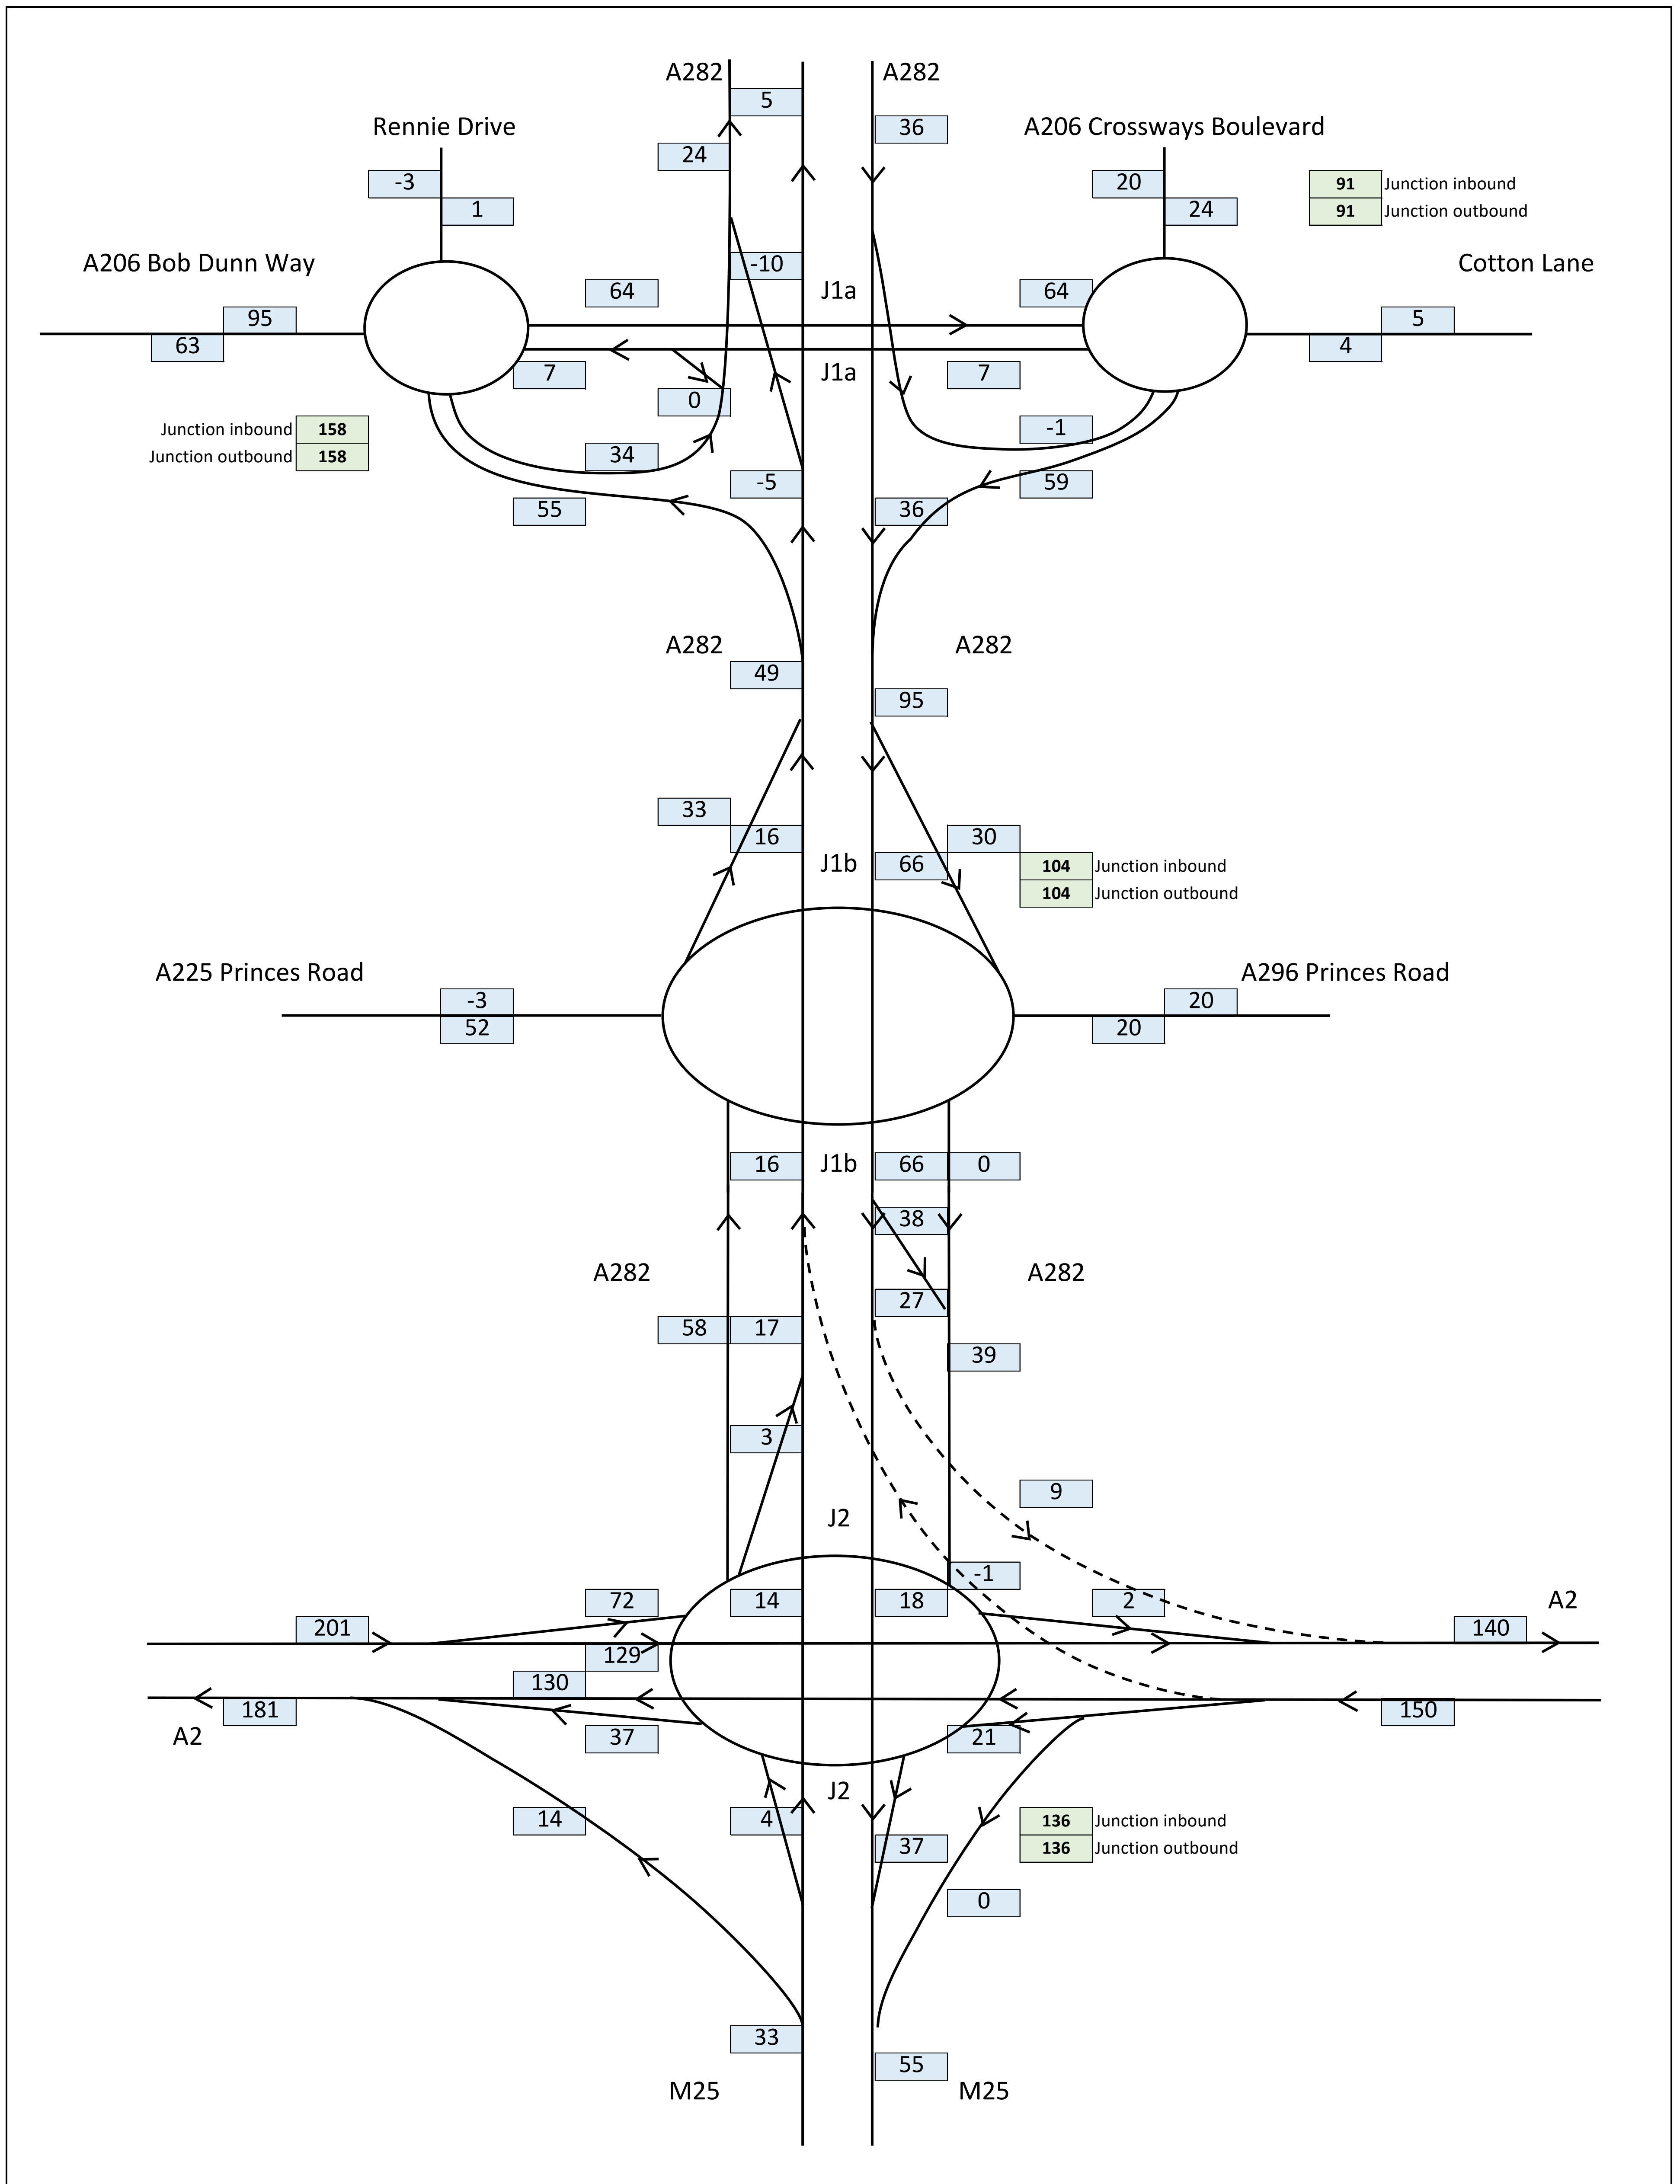 A282 A282
5
Rennie Drive 36 A206 Crossways Boulevard
24
-3 20 91 Junction inbound
1 24 91 Junction outbound
A206 Bob Dunn Way -10 Cotton Lane
64 J1a 64
95 5
63 4
7 J1a 7
0
Junction inbound 158 -1
Junction outbound 158 34
-5 59
55 36
A282 A282
49
95
33
16 30
J1b 66 104 Junction inbound
104 Junction outbound
A225 Princes Road A296 Princes Road
-3 20
52 20
16 J1b 66 0
38
A282 A282
27
58 17
39
3
9
J2
-1
72 14 18 2 A2
201 140
129
130
181 150
A2 37 21
J2
14 4 136 Junction inbound
37 136 Junction outbound
0
33
55
M25 M25